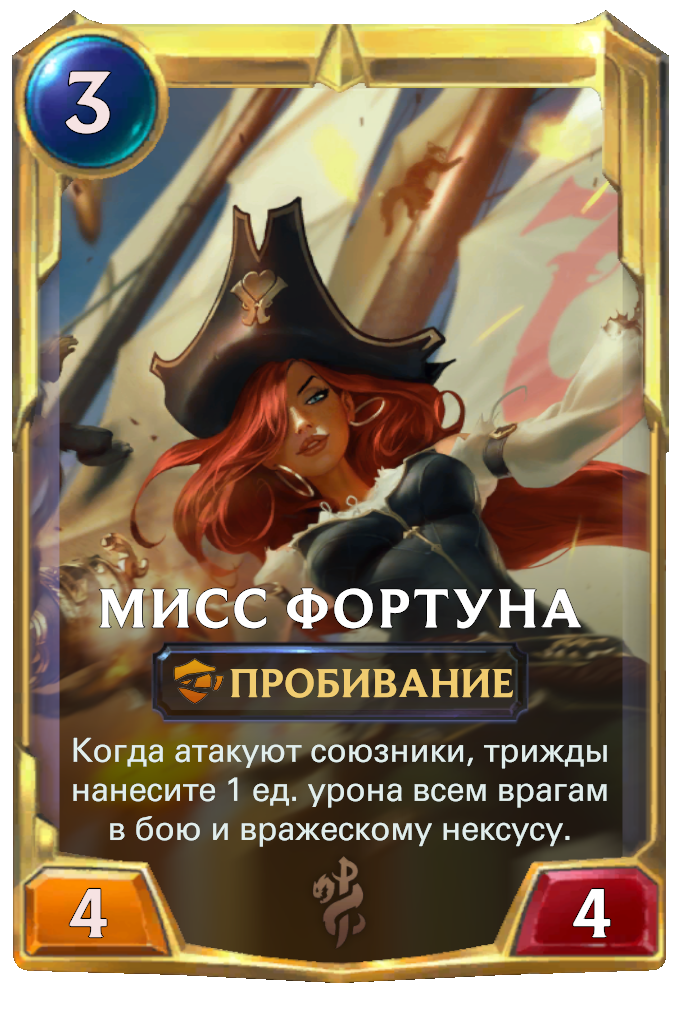 3
МИСС ФОРТУНА
ПРОБИВАНИЕ
Когда атакуют союзники, трижды
нанесите 1 ед. урона всем врагам
в бою и вражескому нексусу.
4
4